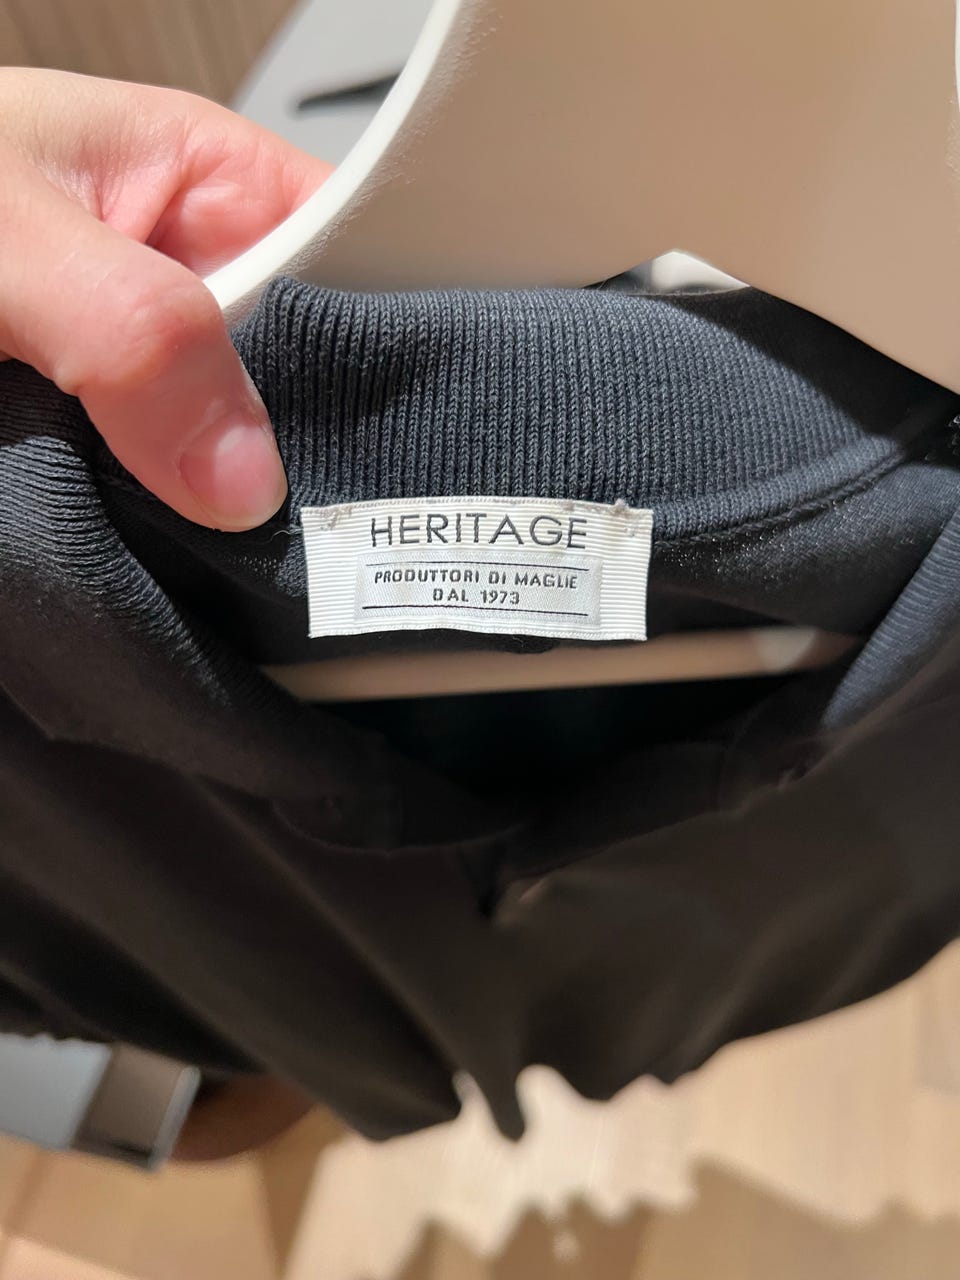 HERITAGE
PRODUTTORI DI MAGLIE
DAL 1973